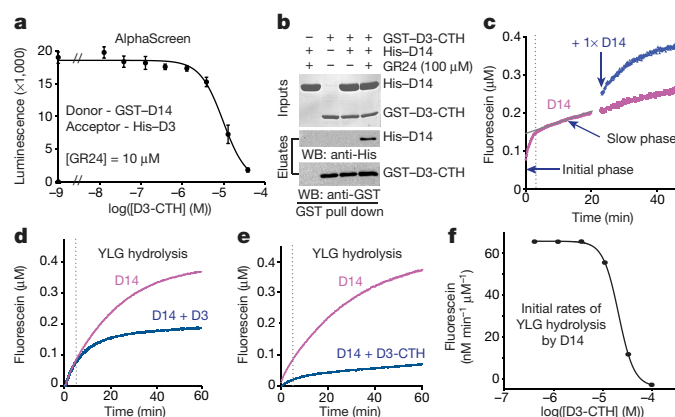 a
AlphaScreen
Luminescence (×1,000)
20
15
10
5
0
Donor - GST–D14
Acceptor - His–D3
[GR24] = 10 μM
–9 –8 –7 –6 –5 –4
log([D3-CTH] (M))
b
– + + + GST–D3-CTH
+ – + + His–D14
+ – – + GR24 (100 μM)
Inputs
His–D14
GST–D3-CTH
Eluates
His–D14
WB: anti-His
GST–D3-CTH
WB: anti-GST
GST pull down
c
Fluorescein (μM)
0.4
0.3
0.2
0.1
0
+ 1× D14
D14
Slow phase
Initial phase
0 20 40
Time (min)
d
YLG hydrolysis
Fluorescein (μM)
0.4
0.3
0.2
0.1
0
D14
D14 + D3
0 20 40 60
Time (min)
e
YLG hydrolysis
Fluorescein (μM)
0.4
0.3
0.2
0.1
0
D14
D14 + D3-CTH
0 20 40 60
Time (min)
f
Fluorescein
(nM min⁻¹ μM⁻¹)
60
40
20
0
Initial rates of
YLG hydrolysis
by D14
–7 –6 –5 –4
log([D3-CTH] (M))